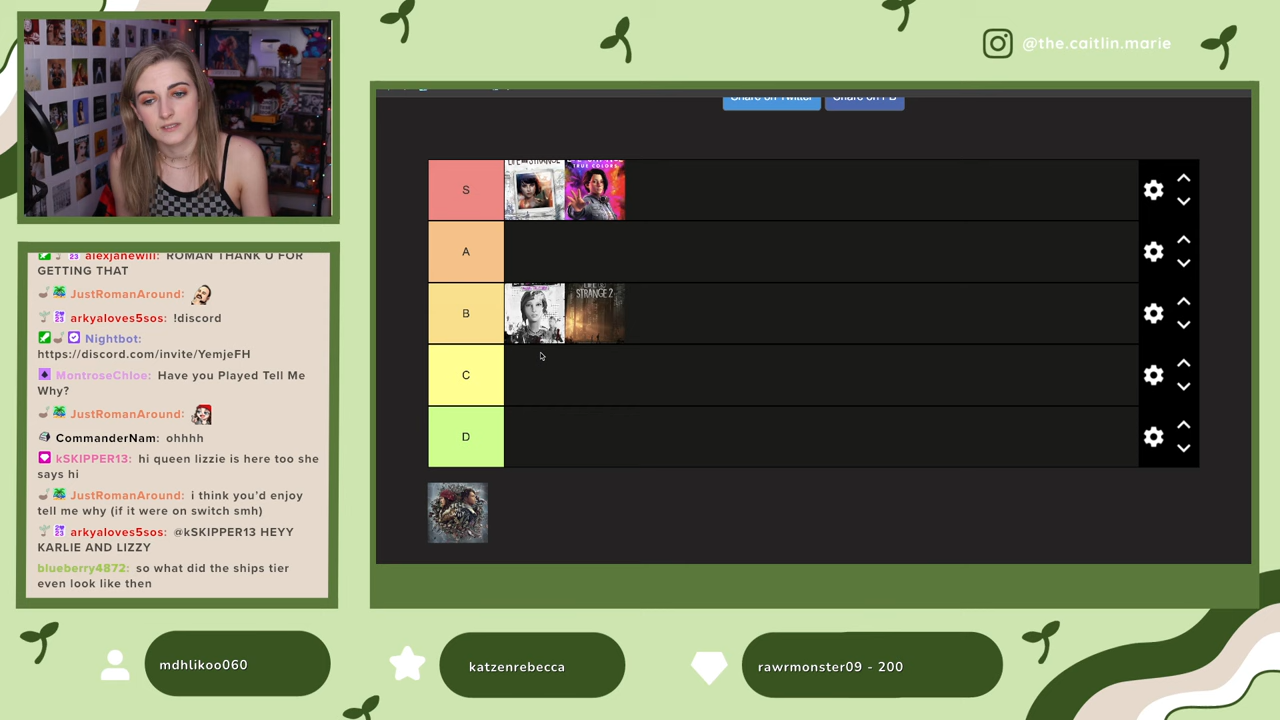 @the.caitlin.marie
alexjanewill: ROMAN THANK U FOR
GETTING THAT
JustRomanAround:
arkyaloves5sos: !discord
Nightbot:
https://discord.com/invite/YemjeFH
MontroseChloe: Have you Played Tell Me
Why?
JustRomanAround:
CommanderNam: ohhhh
kSKIPPER13: hi queen lizzie is here too she
says hi
JustRomanAround: i think you'd enjoy
tell me why (if it were on switch smh)
arkyaloves5sos: @kSKIPPER13 HEYY
KARLIE AND LIZZY
blueberry4872: so what did the ships tier
even look like then
Share on Twitter
Share on FB
S
LIFE IS STRANGE
TRUE COLORS
A
B
STRANGE 2
C
D
mdhlikoo060
katzenrebecca
rawrmonster09 - 200